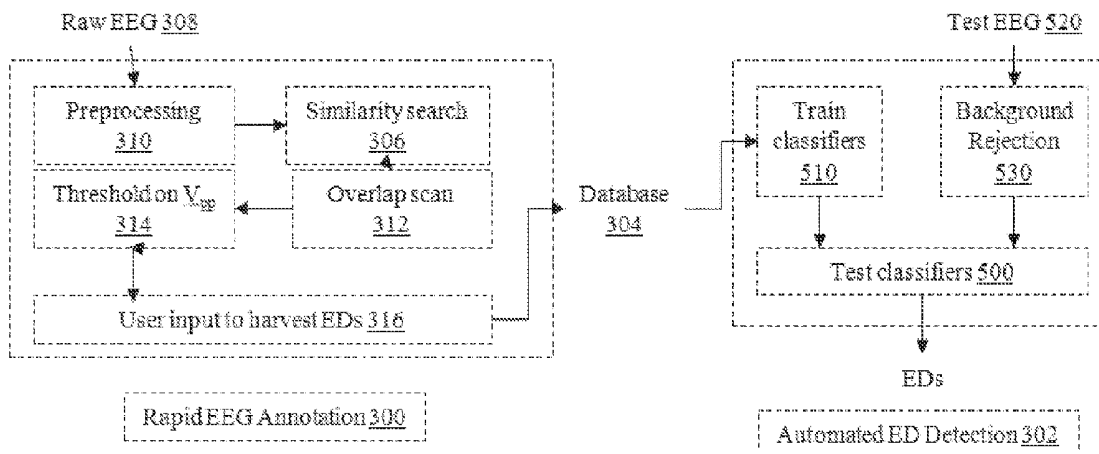 Raw EEG 308
Test EEG 520
Preprocessing
310
Similarity search
306
Threshold on Vpp
314
Overlap scan
312
User input to harvest EDs 316
Database
304
Train
classifiers
510
Background
Rejection
530
Test classifiers 500
EDs
Rapid EEG Annotation 300
Automated ED Detection 302